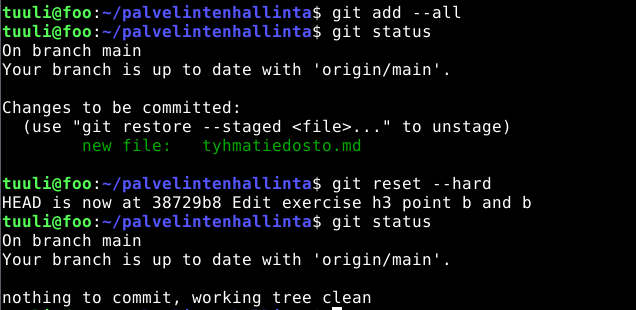 tuuli@foo:~/palvelintenhallinta$ git add --all
tuuli@foo:~/palvelintenhallinta$ git status
On branch main
Your branch is up to date with 'origin/main'.
Changes to be committed:
(use "git restore --staged <file>..." to unstage)
new file:   tyhmatiedosto.md
tuuli@foo:~/palvelintenhallinta$ git reset --hard
HEAD is now at 38729b8 Edit exercise h3 point b and b
tuuli@foo:~/palvelintenhallinta$ git status
On branch main
Your branch is up to date with 'origin/main'.
nothing to commit, working tree clean